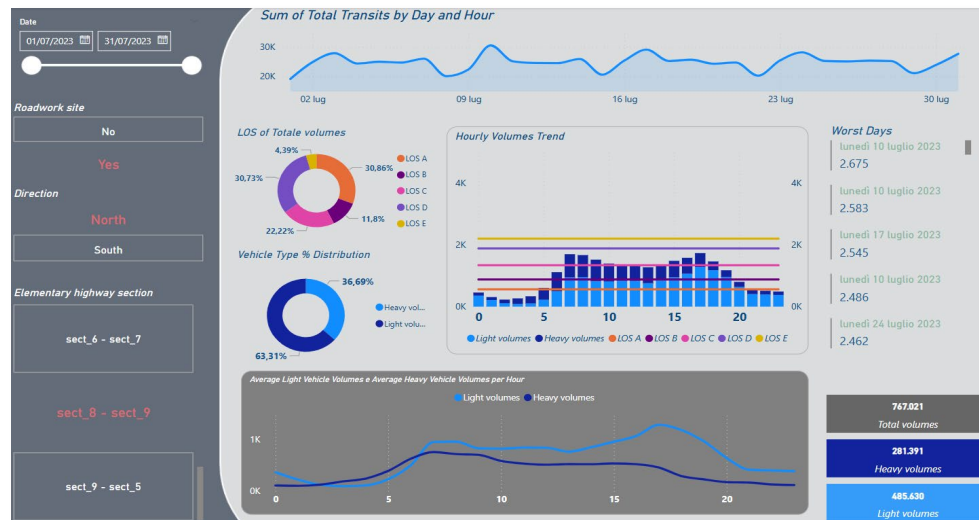 Date
01/07/2023
31/07/2023
Roadwork site
No
Yes
Direction
North
South
Elementary highway section
sect_6 - sect_7
sect_8 - sect_9
sect_9 - sect_5
Sum of Total Transits by Day and Hour
30K
20K
02 lug
09 lug
16 lug
23 lug
30 lug
LOS of Totale volumes
4,39%
30,86%
30,73%
11,8%
22,22%
LOS A
LOS B
LOS C
LOS D
LOS E
Vehicle Type % Distribution
36,69%
63,31%
Heavy vol...
Light volu...
Hourly Volumes Trend
4K
4K
2K
2K
0K
0K
0
5
10
15
20
Light volumes
Heavy volumes
LOS A
LOS B
LOS C
LOS D
LOS E
Worst Days
lunedì 10 luglio 2023
2.675
lunedì 10 luglio 2023
2.583
lunedì 17 luglio 2023
2.545
lunedì 10 luglio 2023
2.486
lunedì 24 luglio 2023
2.462
Average Light Vehicle Volumes e Average Heavy Vehicle Volumes per Hour
Light volumes
Heavy volumes
1K
0K
0
5
10
15
20
767.021
Total volumes
281.391
Heavy volumes
485.630
Light volumes